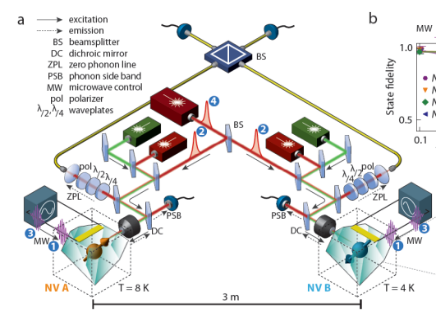 a
excitation
emission
BS beamsplitter
DC dichroic mirror
ZPL zero phonon line
PSB phonon side band
MW microwave control
pol polarizer
λ/2, λ/4 waveplates
BS
4
2
BS
2
pol λ/2 λ/4
ZPL
PSB
DC
3
MW
1
NV A
T = 8 K
3 m
λ/4 λ/2 pol
ZPL
PSB
DC
3
MW
1
NV B
T = 4 K
b
MW
State fidelity
1.0
0.5
0.1